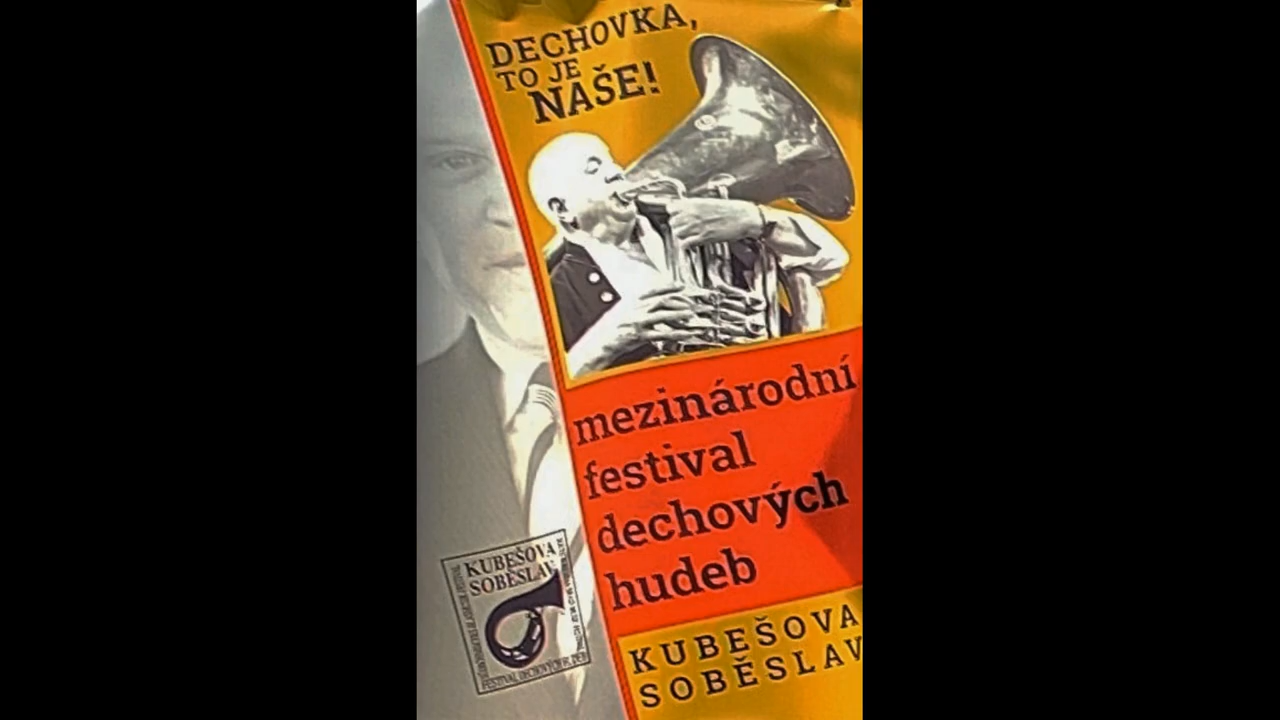 DECHOVKA,
TO JE
NAŠE!
mezinárodní
festival
dechových
hudeb
KUBEŠOVA
SOBĚSLAV
KUBEŠOVA
SOBĚSLAV